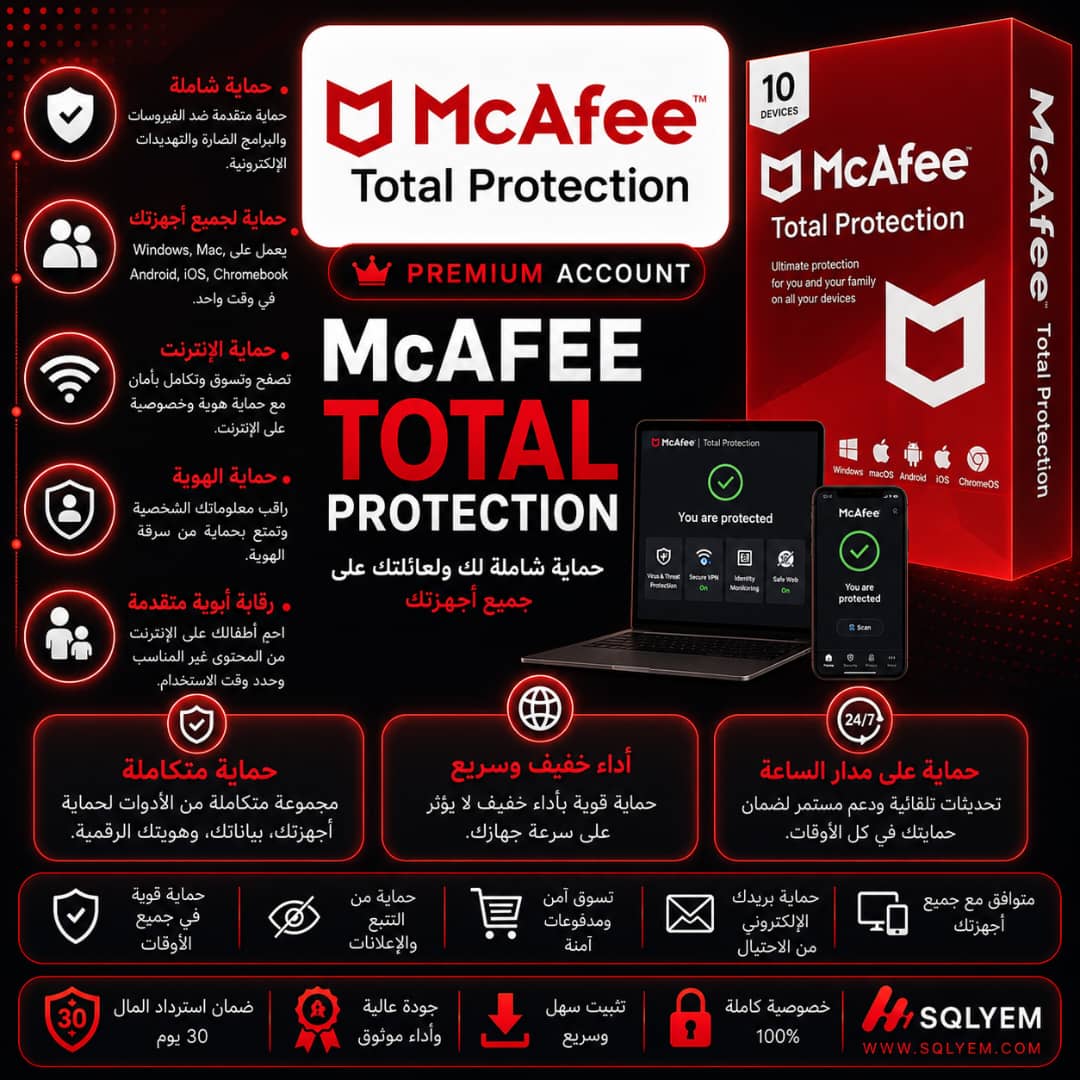 McAfee™
Total Protection
PREMIUM ACCOUNT
McAFEE
TOTAL
PROTECTION
حماية شاملة لك ولعائلتك على
جميع أجهزتك
حماية شاملة
حماية متقدمة ضد الفيروسات
والبرامج الضارة والتهديدات
الإلكترونية.
حماية لجميع أجهزتك
يعمل على Windows, Mac,
Android, iOS, Chromebook
في وقت واحد.
حماية الإنترنت
تصفح وتسوق وتكامل بأمان
مع حماية هوية وخصوصية
على الإنترنت.
حماية الهوية
راقب معلوماتك الشخصية
وتمتع بحماية من سرقة
الهوية.
رقابة أبوية متقدمة
احمِ أطفالك على الإنترنت
من المحتوى غير المناسب
وحدد وقت الاستخدام.
10
DEVICES
McAfee™
Total Protection
Ultimate protection
for you and your family
on all your devices
Windows macOS Android iOS ChromeOS
McAfee™ Total Protection
McAfee | Total Protection
You are protected
Virus & Threat
Protection
Secure VPN
On
Identity
Monitoring
Safe Web
On
McAfee
You are
protected
Scan
Home
حماية متكاملة
مجموعة متكاملة من الأدوات لحماية
أجهزتك، بياناتك، وهويتك الرقمية.
أداء خفيف وسريع
حماية قوية بأداء خفيف لا يؤثر
على سرعة جهازك.
24/7
حماية على مدار الساعة
تحديثات تلقائية ودعم مستمر لضمان
حمايتك في كل الأوقات.
حماية قوية
في جميع
الأوقات
حماية من
التتبع
والإعلانات
تسوق آمن
ومدفوعات
آمنة
حماية بريدك
الإلكتروني
من الاحتيال
متوافق مع جميع
أجهزتك
30
ضمان استرداد المال
30 يوم
جودة عالية
وأداء موثوق
تثبيت سهل
وسريع
خصوصية كاملة
100%
SQLYEM
WWW.SQLYEM.COM